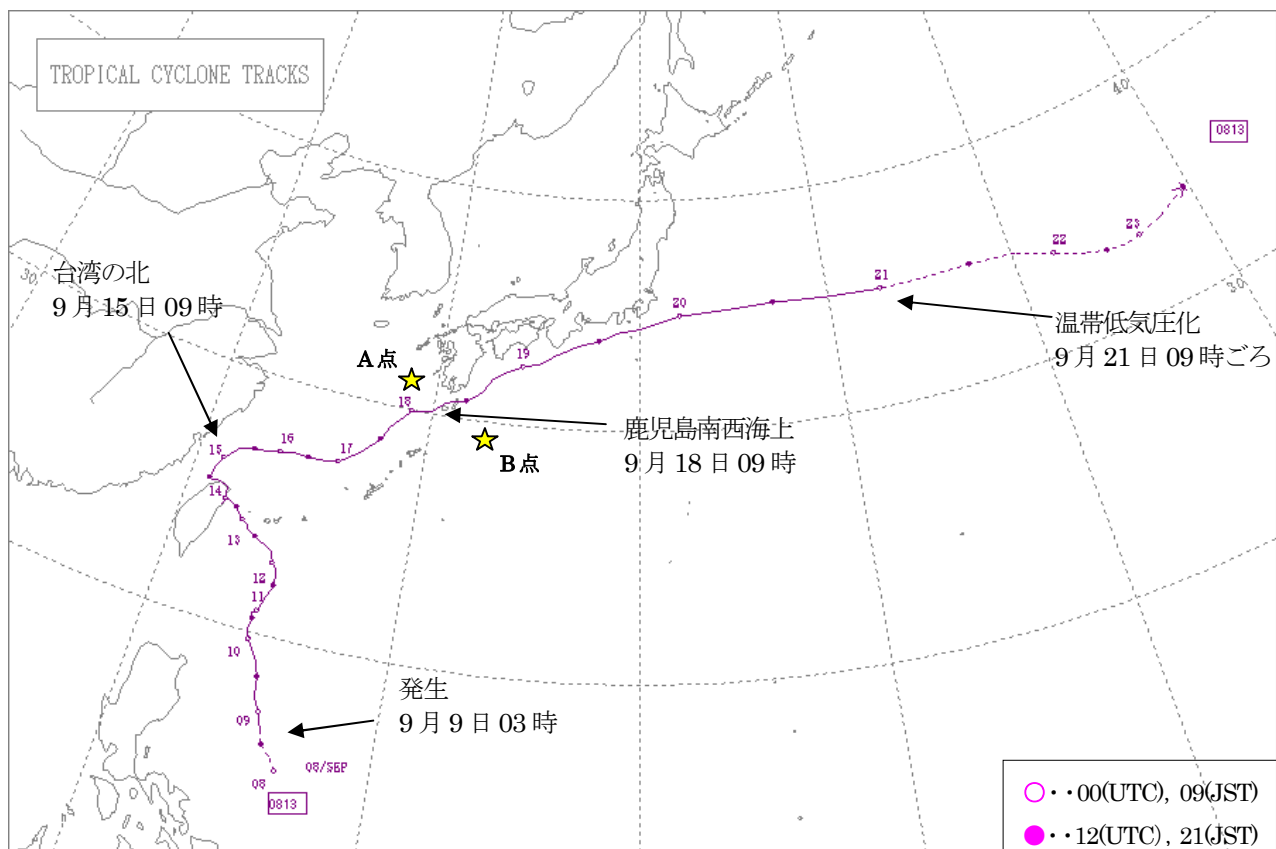 TROPICAL CYCLONE TRACKS
40°
0813
30
台湾の北
9月15日09時
A点
B点
鹿児島南西海上
9月18日09時
温帯低気圧化
9月21日09時ごろ
30
発生
9月9日03時
08/SEP
08
0813
09
10
11
12
13
14
15
16
17
18
19
20
21
22
23
○・・00(UTC), 09(JST)
●・・12(UTC), 21(JST)